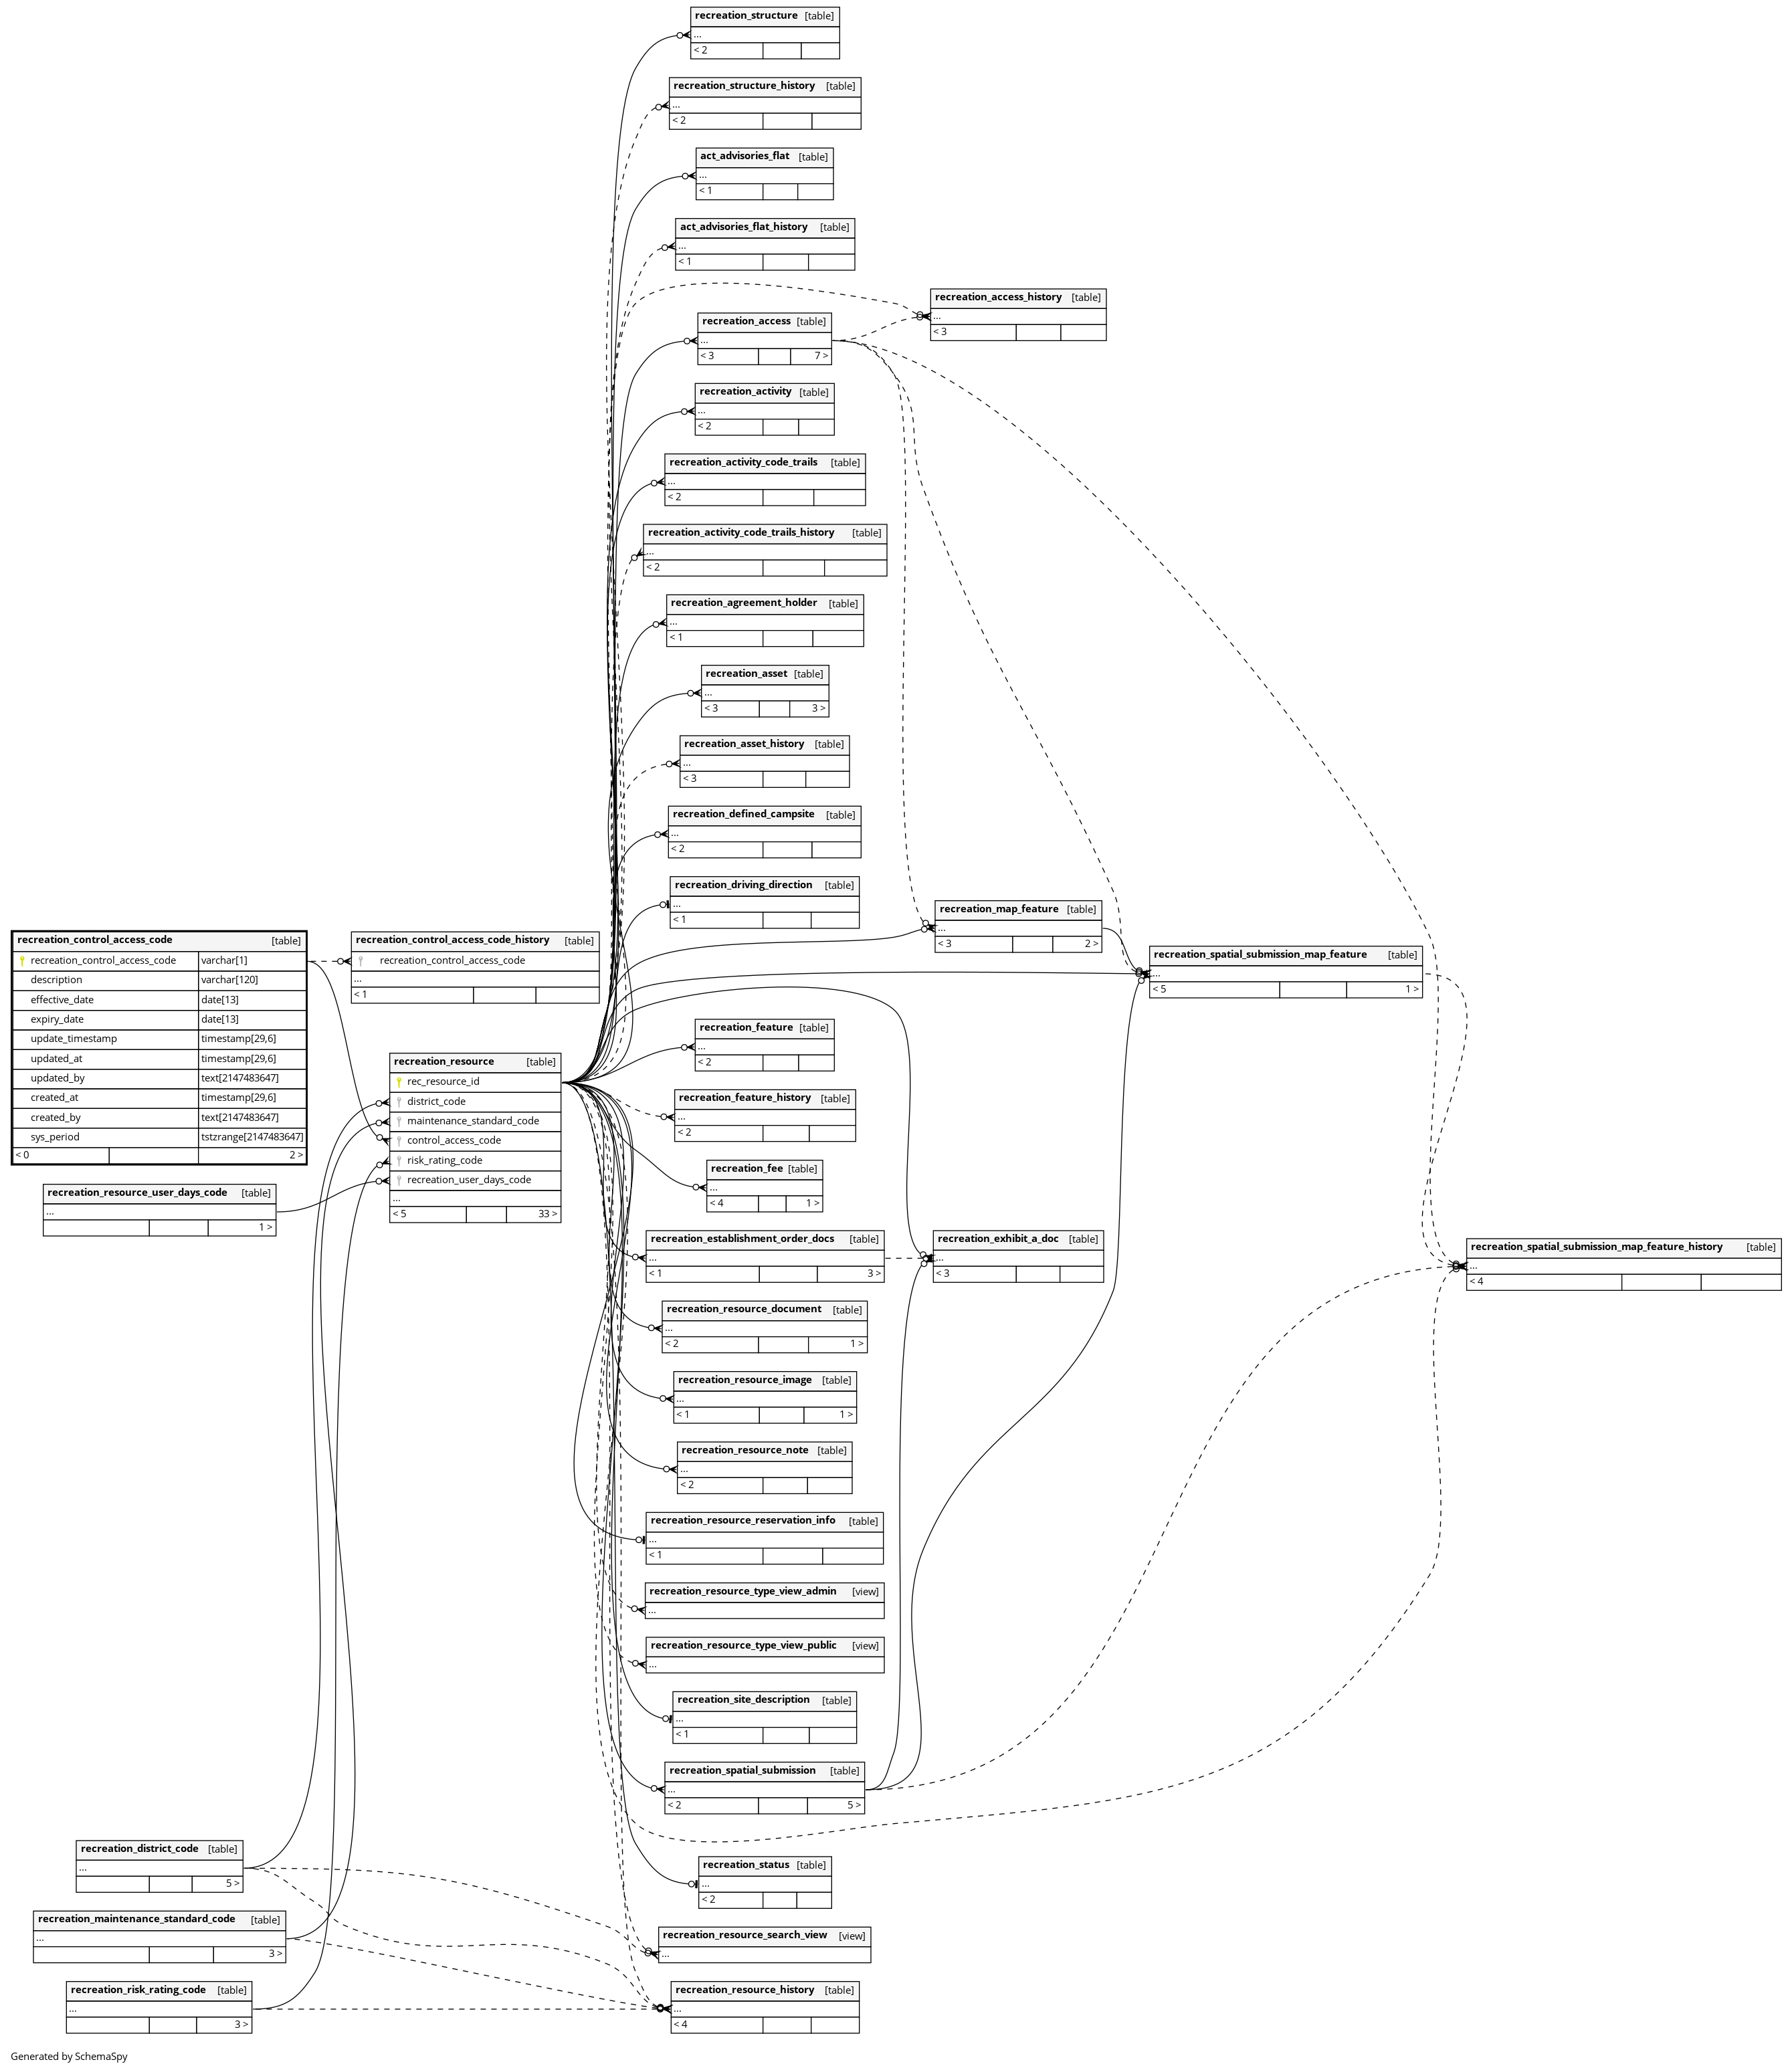 recreation_structure [table]
...
< 2
recreation_structure_history [table]
...
< 2
act_advisories_flat [table]
...
< 1
act_advisories_flat_history [table]
...
< 1
recreation_access_history [table]
...
< 3
recreation_access [table]
...
< 3 7 >
recreation_activity [table]
...
< 2
recreation_activity_code_trails [table]
...
< 2
recreation_activity_code_trails_history [table]
...
< 2
recreation_agreement_holder [table]
...
< 1
recreation_asset [table]
...
< 3 3 >
recreation_asset_history [table]
...
< 3
recreation_defined_campsite [table]
...
< 2
recreation_driving_direction [table]
...
< 1
recreation_map_feature [table]
...
< 3 2 >
recreation_spatial_submission_map_feature [table]
...
< 5 1 >
recreation_control_access_code [table]
recreation_control_access_code varchar[1]
description varchar[120]
effective_date date[13]
expiry_date date[13]
update_timestamp timestamp[29,6]
updated_at timestamp[29,6]
updated_by text[2147483647]
created_at timestamp[29,6]
created_by text[2147483647]
sys_period tstzrange[2147483647]
< 0 2 >
recreation_control_access_code_history [table]
recreation_control_access_code
...
< 1
recreation_resource [table]
rec_resource_id
district_code
maintenance_standard_code
control_access_code
risk_rating_code
recreation_user_days_code
...
< 5 33 >
recreation_resource_user_days_code [table]
...
1 >
recreation_feature [table]
...
< 2
recreation_feature_history [table]
...
< 2
recreation_fee [table]
...
< 4 1 >
recreation_establishment_order_docs [table]
...
< 1 3 >
recreation_exhibit_a_doc [table]
...
< 3
recreation_spatial_submission_map_feature_history [table]
...
< 4
recreation_resource_document [table]
...
< 2 1 >
recreation_resource_image [table]
...
< 1 1 >
recreation_resource_note [table]
...
< 2
recreation_resource_reservation_info [table]
...
< 1
recreation_resource_type_view_admin [view]
...
recreation_resource_type_view_public [view]
...
recreation_site_description [table]
...
< 1
recreation_spatial_submission [table]
...
< 2 5 >
recreation_district_code [table]
...
5 >
recreation_status [table]
...
< 2
recreation_maintenance_standard_code [table]
...
3 >
recreation_resource_search_view [view]
...
recreation_risk_rating_code [table]
...
3 >
recreation_resource_history [table]
...
< 4
Generated by SchemaSpy